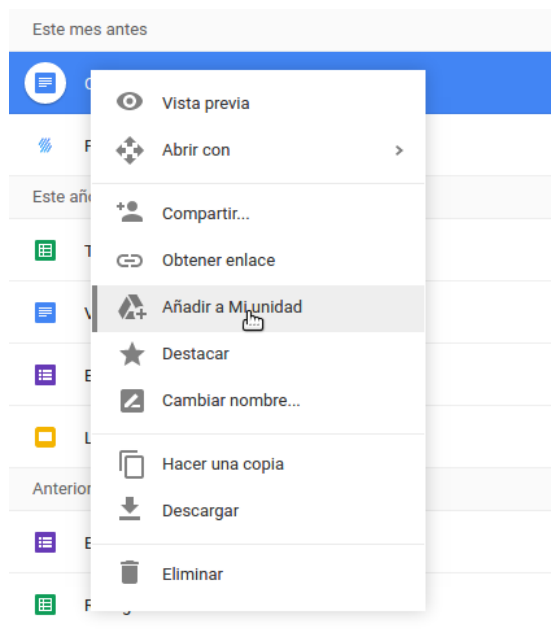 Este mes antes
Vista previa
Abrir con
Compartir...
Este añ
Obtener enlace
Añadir a Mi unidad
Destacar
Cambiar nombre...
Hacer una copia
Anterior
Descargar
Eliminar